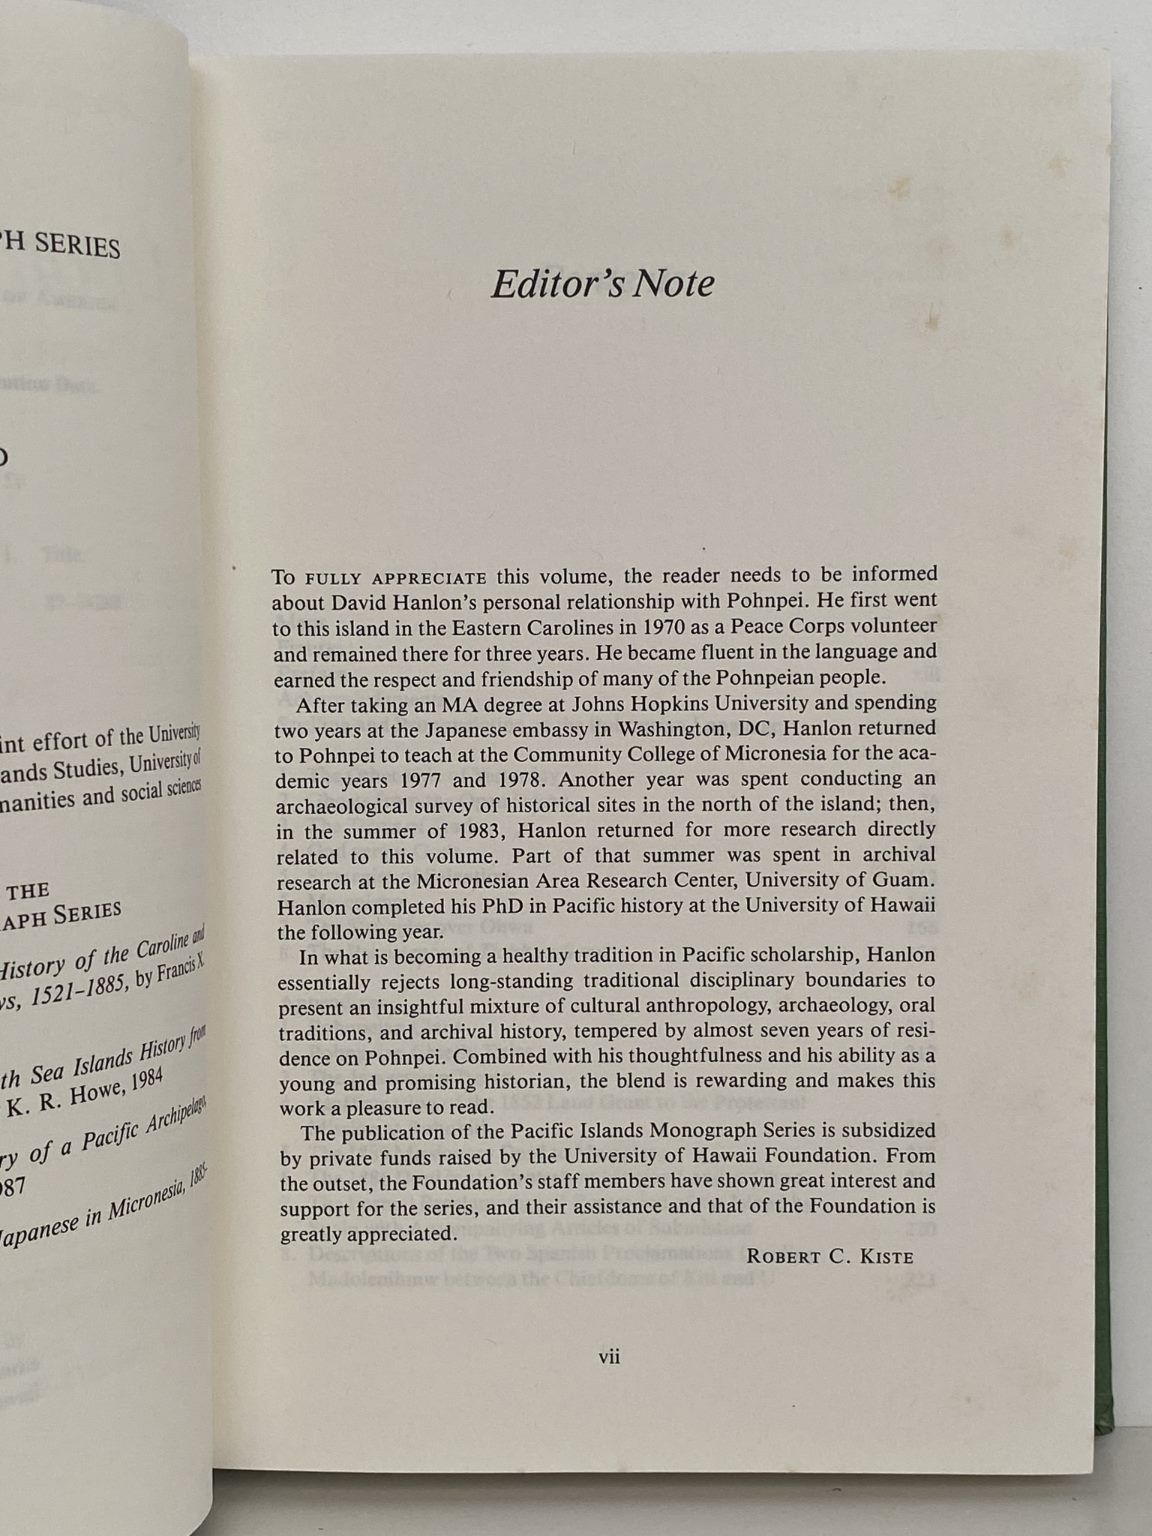 PH SERIES
int effort of the University
ands Studies, University of
manities and social sciences
THE
APH SERIES
History of the Caroline and
ws, 1521–1885, by Francis X.
th Sea Islands History from
K. R. Howe, 1984
ry of a Pacific Archipelago,
987
Japanese in Micronesia, 1885-
Editor's Note
TO FULLY APPRECIATE this volume, the reader needs to be informed
about David Hanlon's personal relationship with Pohnpei. He first went
to this island in the Eastern Carolines in 1970 as a Peace Corps volunteer
and remained there for three years. He became fluent in the language and
earned the respect and friendship of many of the Pohnpeian people.
After taking an MA degree at Johns Hopkins University and spending
two years at the Japanese embassy in Washington, DC, Hanlon returned
to Pohnpei to teach at the Community College of Micronesia for the aca-
demic years 1977 and 1978. Another year was spent conducting an
archaeological survey of historical sites in the north of the island; then,
in the summer of 1983, Hanlon returned for more research directly
related to this volume. Part of that summer was spent in archival
research at the Micronesian Area Research Center, University of Guam.
Hanlon completed his PhD in Pacific history at the University of Hawaii
the following year.
In what is becoming a healthy tradition in Pacific scholarship, Hanlon
essentially rejects long-standing traditional disciplinary boundaries to
present an insightful mixture of cultural anthropology, archaeology, oral
traditions, and archival history, tempered by almost seven years of resi-
dence on Pohnpei. Combined with his thoughtfulness and his ability as a
young and promising historian, the blend is rewarding and makes this
work a pleasure to read.
The publication of the Pacific Islands Monograph Series is subsidized
by private funds raised by the University of Hawaii Foundation. From
the outset, the Foundation's staff members have shown great interest and
support for the series, and their assistance and that of the Foundation is
greatly appreciated.
ROBERT C. KISTE
vii